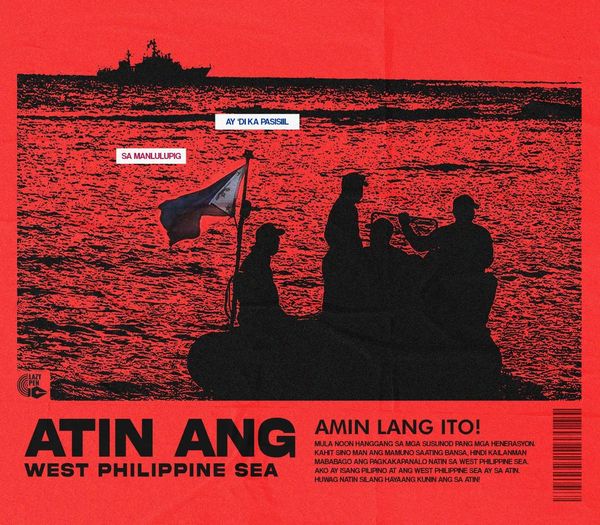 AY 'DI KA PASISIIL
SA MANLULUPIG
LAZY
PEN
ATIN ANG
WEST PHILIPPINE SEA
AMIN LANG ITO!
MULA NOON HANGGANG SA MGA SUSUNOD PANG MGA HENERASYON.
KAHIT SINO MAN ANG MAMUNO SAATING BANSA, HINDI KAILANMAN
MABABAGO ANG PAGKAKAPANALO NATIN SA WEST PHILIPPINE SEA.
AKO AY ISANG PILIPINO AT ANG WEST PHILIPPINE SEA AY SA ATIN.
HUWAG NATIN SILANG HAYAANG KUNIN ANG SA ATIN!